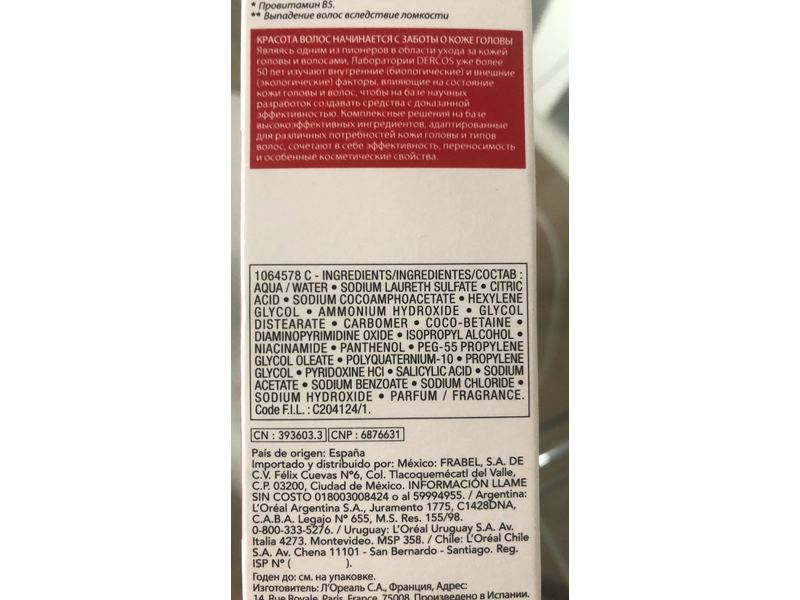 * Провитамин В5.
** Выпадение волос вследствие ломкости
КРАСОТА ВОЛОС НАЧИНАЕТСЯ С ЗАБОТЫ О КОЖЕ ГОЛОВЫ
Являясь одним из пионеров в области ухода за кожей
головы и волосами, Лаборатории DERCOS уже более
50 лет изучают внутренние (биологические) и внешние
(экологические) факторы, влияющие на состояние
кожи головы и волос, чтобы на базе научных
разработок создавать средства с доказанной
эффективностью. Комплексные решения на базе
высокоэффективных ингредиентов, адаптированные
для различных потребностей кожи головы и типов
волос, сочетают в себе эффективность, переносимость
и особенные косметические свойства.
1064578 C - INGREDIENTS/INGREDIENTES/COCTAB :
AQUA / WATER • SODIUM LAURETH SULFATE • CITRIC
ACID • SODIUM COCOAMPHOACETATE • HEXYLENE
GLYCOL • AMMONIUM HYDROXIDE • GLYCOL
DISTEARATE • CARBOMER • COCO-BETAINE •
DIAMINOPYRIMIDINE OXIDE • ISOPROPYL ALCOHOL •
NIACINAMIDE • PANTHENOL • PEG-55 PROPYLENE
GLYCOL OLEATE • POLYQUATERNIUM-10 • PROPYLENE
GLYCOL • PYRIDOXINE HCl • SALICYLIC ACID • SODIUM
ACETATE • SODIUM BENZOATE • SODIUM CHLORIDE •
SODIUM HYDROXIDE • PARFUM / FRAGRANCE.
Code F.I.L. : C204124/1.
CN : 393603.3 CNP : 6876631
País de origen: España
Importado y distribuido por: México: FRABEL, S.A. DE
C.V. Félix Cuevas N°6, Col. Tlacoquemécatl del Valle,
C.P. 03200, Ciudad de México. INFORMACIÓN LLAME
SIN COSTO 018003008424 o al 59994955. / Argentina:
L'Oréal Argentina S.A., Juramento 1775, C1428DNA,
C.A.B.A. Legajo N° 655, M.S. Res. 155/98.
0-800-333-5276. / Uruguay: L'Oréal Uruguay S.A. Av.
Italia 4273. Montevideo. MSP 358. / Chile: L'Oréal Chile
S.A. Av. Chena 11101 - San Bernardo - Santiago. Reg.
ISP N° ( ).
Годен до: см. на упаковке.
Изготовитель: Л'Ореаль С.А., Франция, Адрес:
14, Rue Royale, Paris, France, 75008. Произведено в Испании.